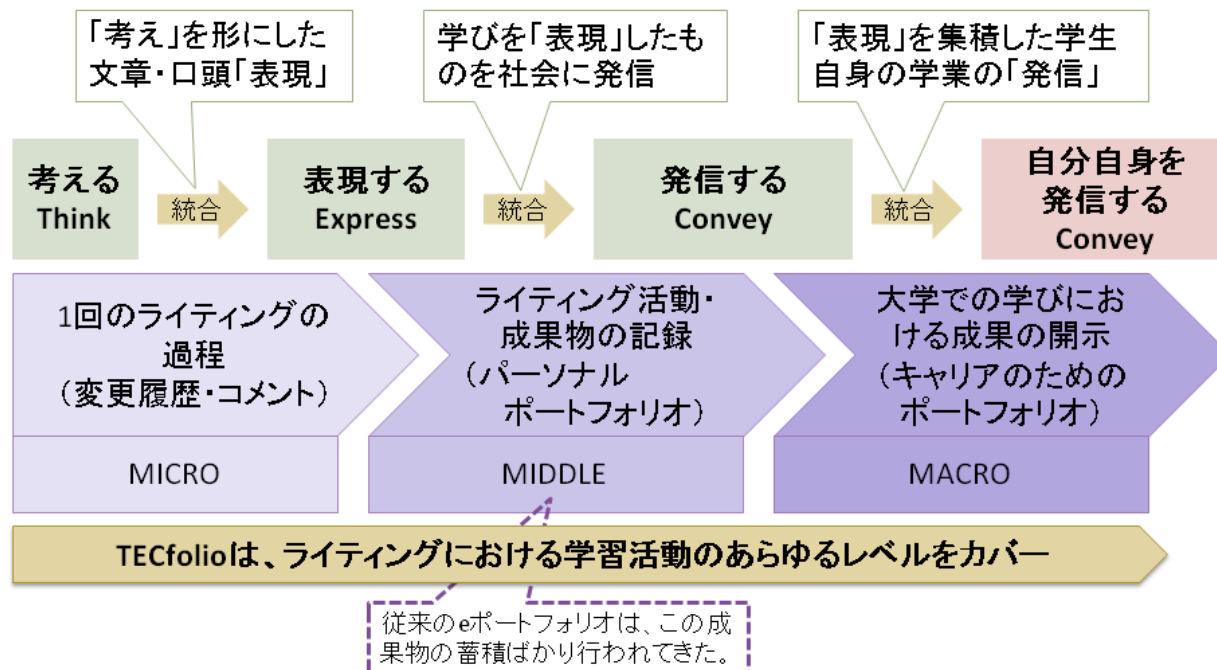 「考え」を形にした
文章・口頭「表現」
学びを「表現」したも
のを社会に発信
「表現」を集積した学生
自身の学業の「発信」
考える
Think
統合
表現する
Express
統合
発信する
Convey
統合
自分自身を
発信する
Convey
1回のライティングの
過程
(変更履歴・コメント)
ライティング活動・
成果物の記録
(パーソナル
ポートフォリオ)
大学での学びにお
ける成果の開示
(キャリアのための
ポートフォリオ)
MICRO
MIDDLE
MACRO
TECfolioは、ライティングにおける学習活動のあらゆるレベルをカバー
従来のeポートフォリオは、この成
果物の蓄積ばかり行われてきた。